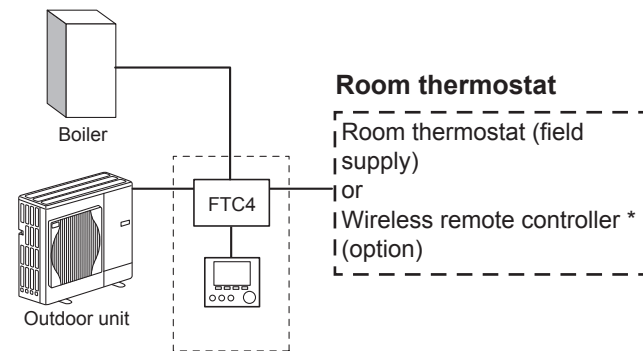 Boiler
Outdoor unit
FTC4
Room thermostat
Room thermostat (field
supply)
or
Wireless remote controller *
(option)